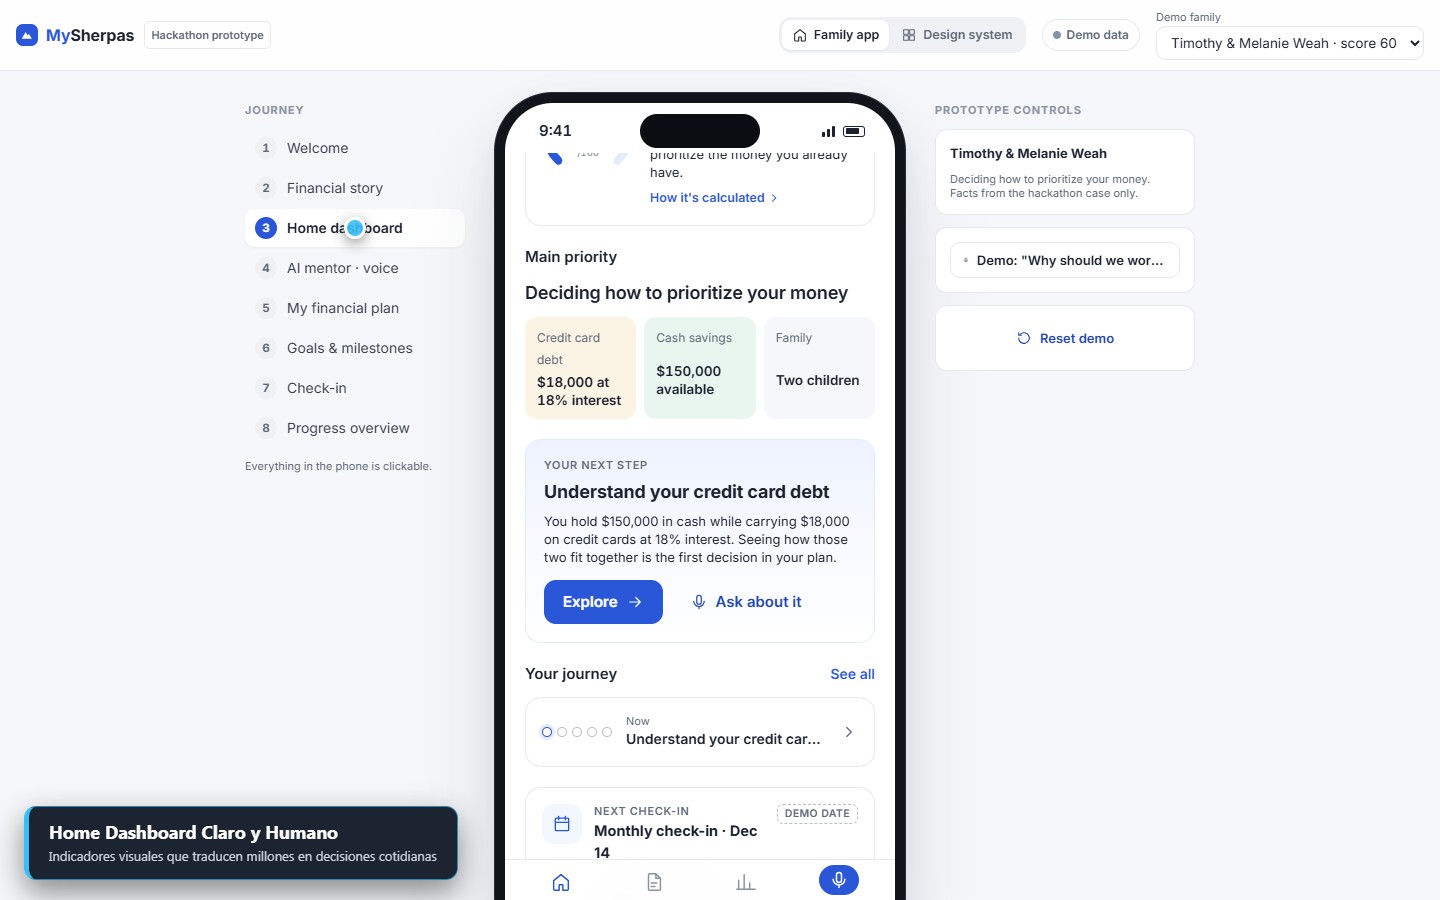 MySherpas
Hackathon prototype
Family app
Design system
Demo data
Demo family
Timothy & Melanie Weah · score 60
JOURNEY
1 Welcome
2 Financial story
3 Home dashboard
4 AI mentor · voice
5 My financial plan
6 Goals & milestones
7 Check-in
8 Progress overview
Everything in the phone is clickable.
9:41
/100
prioritize the money you already
have.
How it's calculated
Main priority
Deciding how to prioritize your money
Credit card
debt
$18,000 at
18% interest
Cash savings
$150,000
available
Family
Two children
YOUR NEXT STEP
Understand your credit card debt
You hold $150,000 in cash while carrying $18,000
on credit cards at 18% interest. Seeing how those
two fit together is the first decision in your plan.
Explore
Ask about it
Your journey
See all
Now
Understand your credit car...
NEXT CHECK-IN
DEMO DATE
Monthly check-in · Dec
14
PROTOTYPE CONTROLS
Timothy & Melanie Weah
Deciding how to prioritize your money.
Facts from the hackathon case only.
Demo: "Why should we wor...
Reset demo
Home Dashboard Claro y Humano
Indicadores visuales que traducen millones en decisiones cotidianas